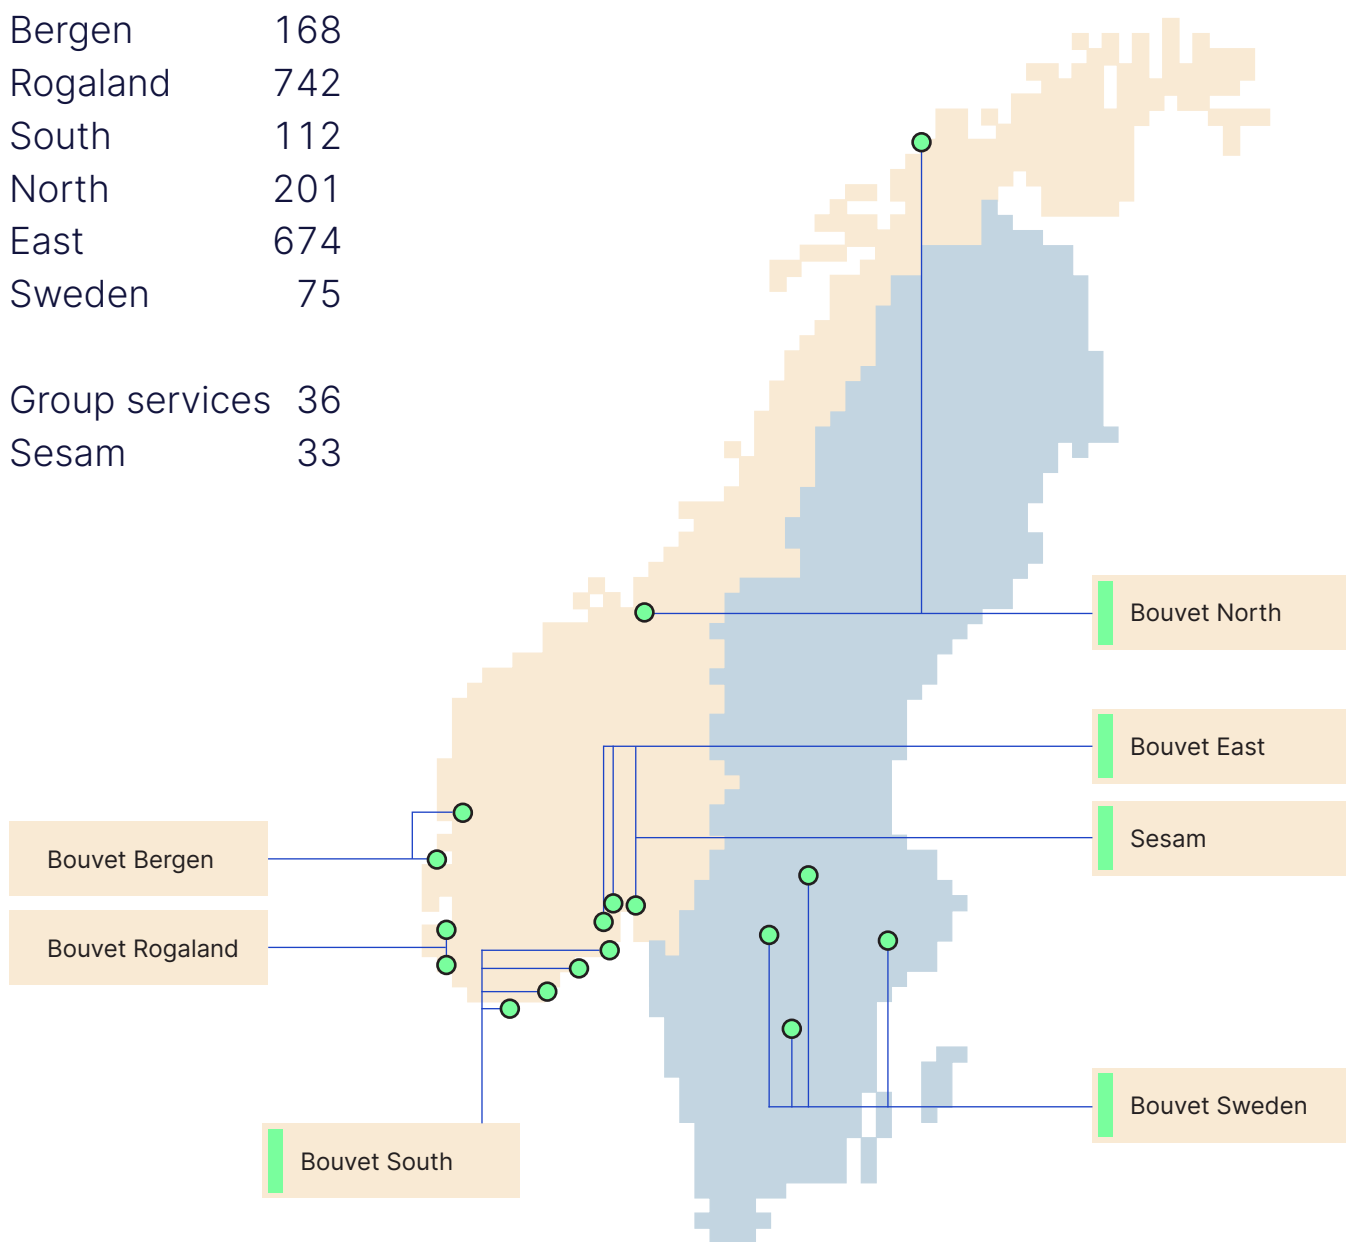 Bergen 168
Rogaland 742
South 112
North 201
East 674
Sweden 75
Group services 36
Sesam 33
Bouvet North
Bouvet East
Sesam
Bouvet Bergen
Bouvet Rogaland
Bouvet Sweden
Bouvet South